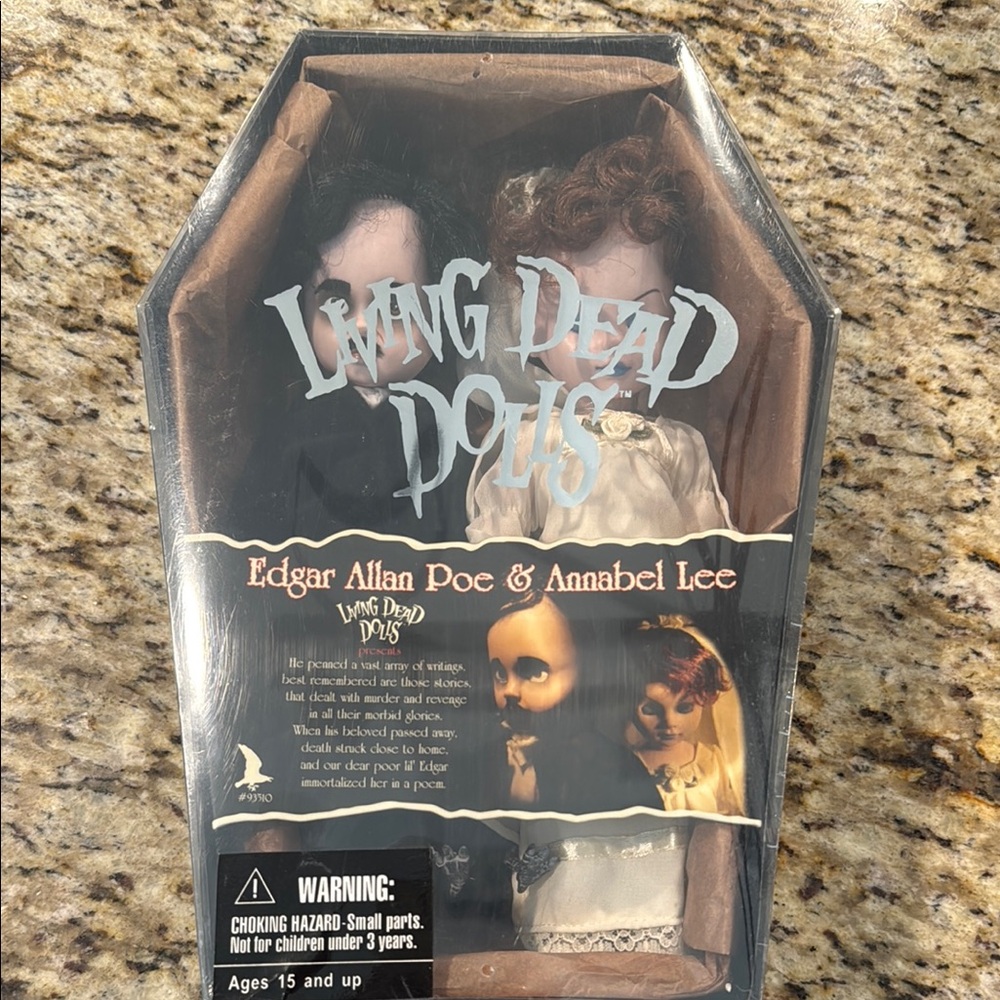 LIVING DEAD
DOLLS™
Edgar Allan Poe & Annabel Lee
LIVING DEAD
DOLLS
presents
He penned a vast array of writings,
best remembered are those stories,
that dealt with murder and revenge
in all their morbid glories.
When his beloved passed away,
death struck close to home,
and our dear poor lil' Edgar
immortalized her in a poem.
#93510
WARNING:
CHOKING HAZARD-Small parts.
Not for children under 3 years.
Ages 15 and up